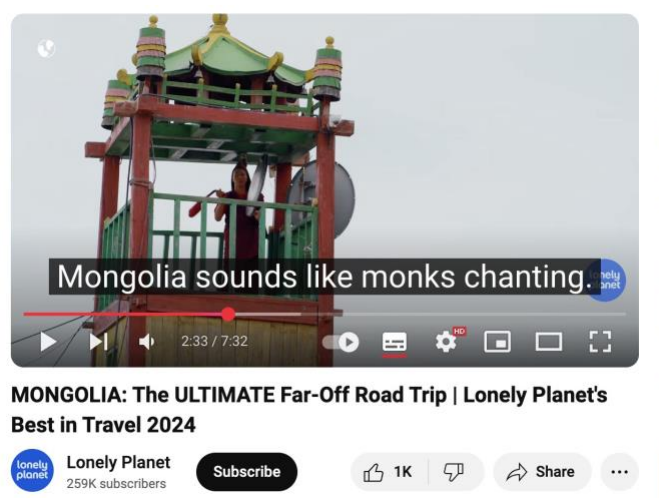 Mongolia sounds like monks chanting.
lonely
planet
2:33 / 7:32
HD
MONGOLIA: The ULTIMATE Far-Off Road Trip | Lonely Planet's
Best in Travel 2024
lonely
planet
Lonely Planet
259K subscribers
Subscribe
1K
Share